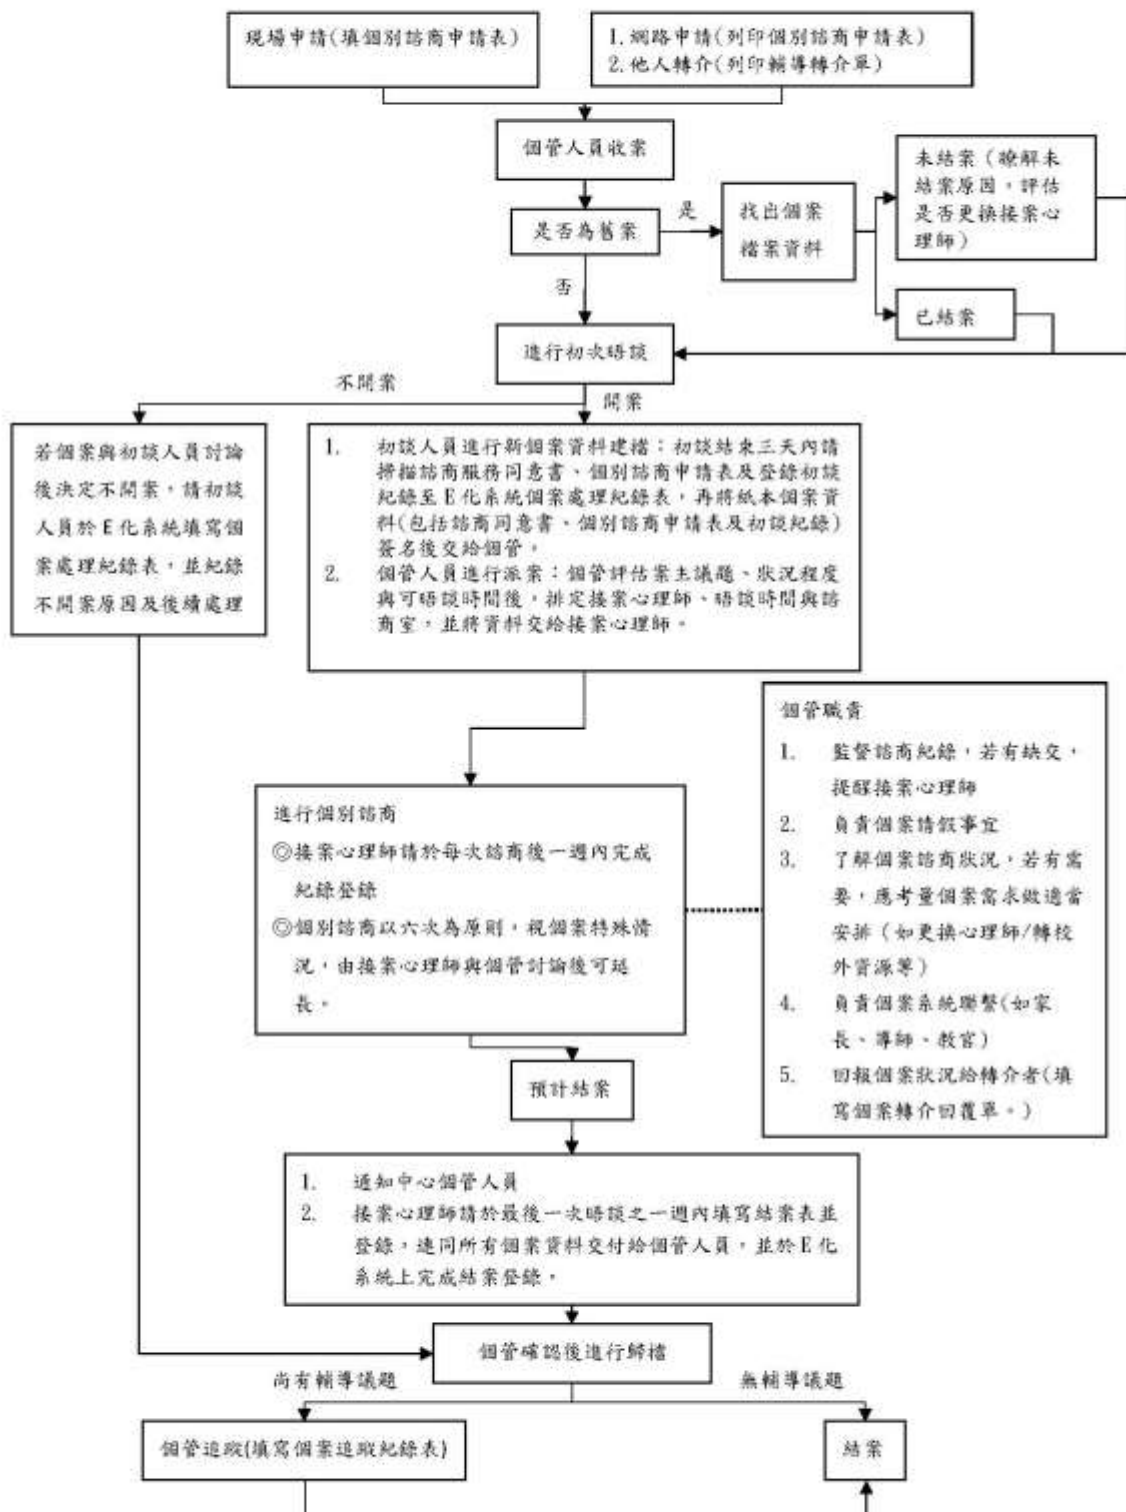 現場申請(填個別諮商申請表)
1.網路申請(列印個別諮商申請表)
2.他人轉介(列印輔導轉介單)
個管人員收案
是否為舊案
是
找出個案
檔案資料
未結案（瞭解未
結案原因，評估
是否更換接案心
理師）
已結案
否
進行初次晤談
不開案
開案
若個案與初談人員討論
後決定不開案，請初談
人員於E化系統填寫個
案處理紀錄表，並紀錄
不開案原因及後續處理
1. 初談人員進行新個案資料建檔：初談結束三天內請
掃描諮商服務同意書、個別諮商申請表及登錄初談
紀錄至E化系統個案處理紀錄表，再將紙本個案資
料(包括諮商同意書、個別諮商申請表及初談紀錄)
簽名後交給個管。
2. 個管人員進行派案：個管評估案主議題、狀況程度
與可晤談時間後，排定接案心理師、晤談時間與諮
商室，並將資料交給接案心理師。
個管職責
1. 監督諮商紀錄，若有缺交，
提醒接案心理師
2. 負責個案請假事宜
3. 了解個案諮商狀況，若有需
要，應考量個案需求做適當
安排（如更換心理師/轉校
外資源等）
4. 負責個案系統聯繫(如家
長、導師、教官)
5. 回報個案狀況給轉介者(填
寫個案轉介回覆單。)
進行個別諮商
◎接案心理師請於每次諮商後一週內完成
紀錄登錄
◎個別諮商以六次為原則，視個案特殊情
況，由接案心理師與個管討論後可延
長。
預計結案
1. 通知中心個管人員
2. 接案心理師請於最後一次晤談之一週內填寫結案表並
登錄，連同所有個案資料交付給個管人員，並於E化
系統上完成結案登錄。
個管確認後進行歸檔
尚有輔導議題
無輔導議題
個管追蹤(填寫個案追蹤紀錄表)
結案